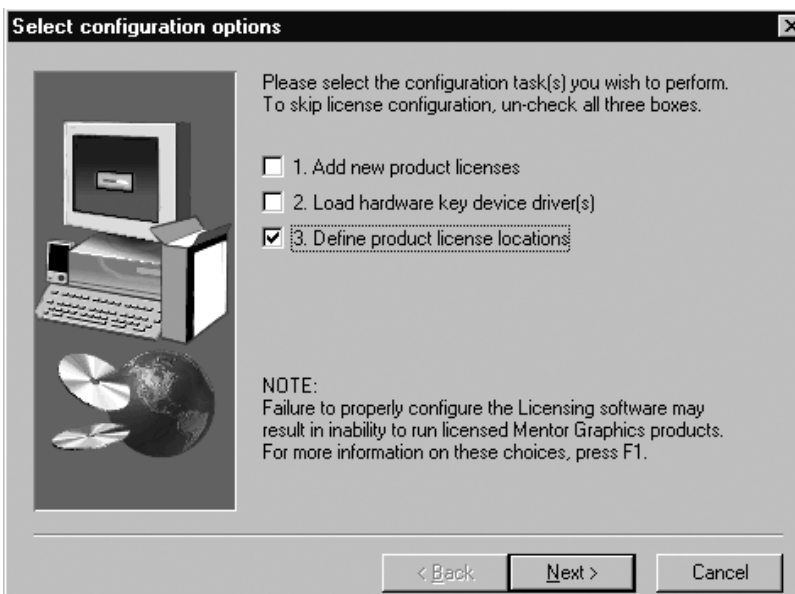 Select configuration options
Please select the configuration task(s) you wish to perform.
To skip license configuration, un-check all three boxes.
1. Add new product licenses
2. Load hardware key device driver(s)
3. Define product license locations
NOTE:
Failure to properly configure the Licensing software may
result in inability to run licensed Mentor Graphics products.
For more information on these choices, press F1.
< Back
Next >
Cancel